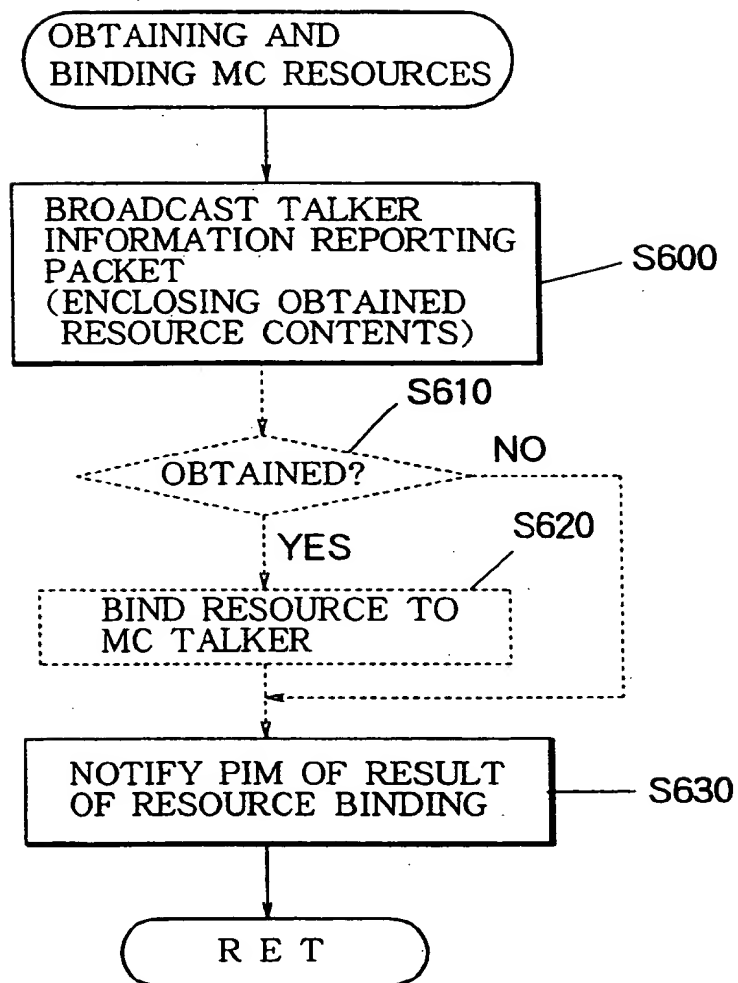 OBTAINING AND
BINDING MC RESOURCES
BROADCAST TALKER
INFORMATION REPORTING
PACKET
(ENCLOSING OBTAINED
RESOURCE CONTENTS)
S600
S610
OBTAINED?
NO
YES
S620
BIND RESOURCE TO
MC TALKER
NOTIFY PIM OF RESULT
OF RESOURCE BINDING
S630
R E T